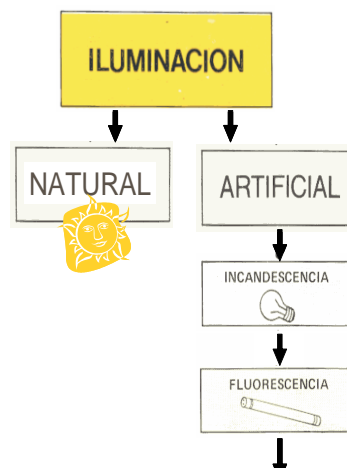 ILUMINACION
NATURAL
ARTIFICIAL
INCANDESCENCIA
FLUORESCENCIA